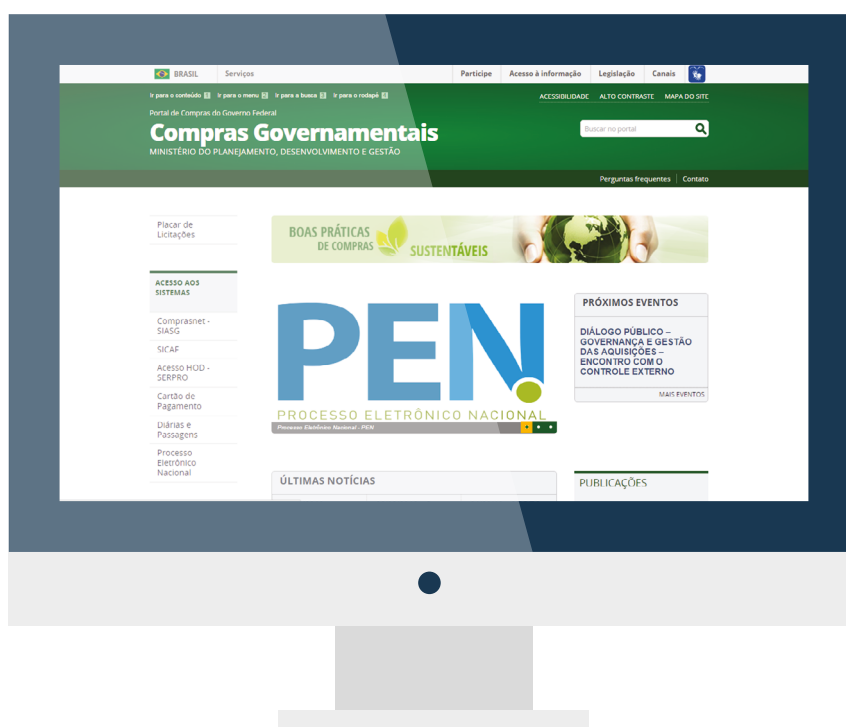 BRASIL Serviços Participe Acesso à informação Legislação Canais
Ir para o conteúdo 1 Ir para o menu 2 Ir para a busca 3 Ir para o rodapé 4 ACESSIBILIDADE ALTO CONTRASTE MAPA DO SITE
Portal de Compras do Governo Federal
Compras Governamentais
Buscar no portal
MINISTÉRIO DO PLANEJAMENTO, DESENVOLVIMENTO E GESTÃO
Perguntas frequentes Contato
Placar de
Licitações
ACESSO AOS
SISTEMAS
Comprasnet -
SIASG
SICAF
Acesso HOD -
SERPRO
Cartão de
Pagamento
Diárias e
Passagens
Processo
Eletrônico
Nacional
BOAS PRÁTICAS
DE COMPRAS
SUSTENTÁVEIS
PEN
PROCESSO ELETRÔNICO NACIONAL
Processo Eletrônico Nacional - PEN
PRÓXIMOS EVENTOS
DIÁLOGO PÚBLICO –
GOVERNANÇA E GESTÃO
DAS AQUISIÇÕES –
ENCONTRO COM O
CONTROLE EXTERNO
MAIS EVENTOS
ÚLTIMAS NOTÍCIAS
PUBLICAÇÕES